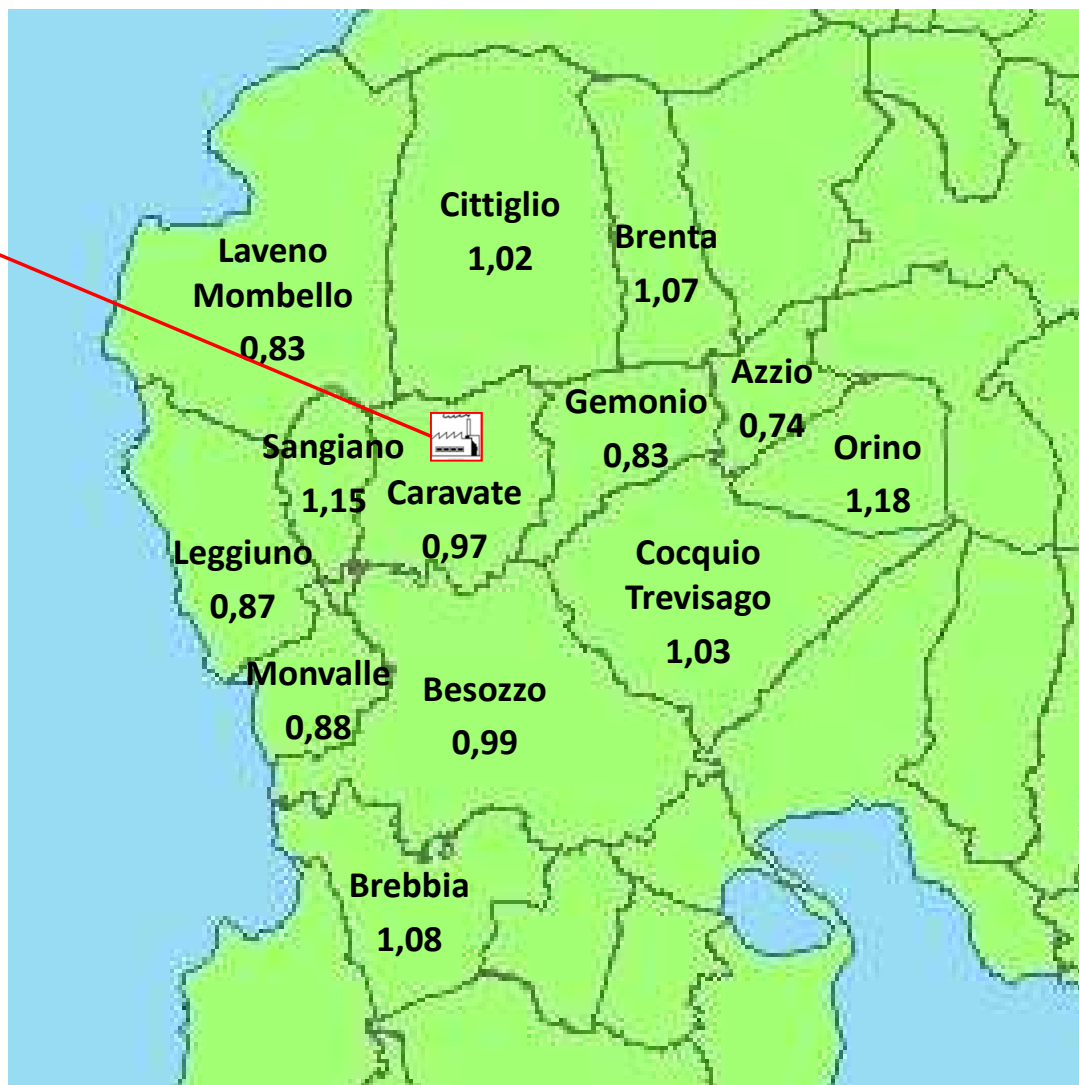 Cittiglio
1,02
Brenta
1,07
Laveno
Mombello
0,83
Azzio
0,74
Gemonio
0,83
Orino
1,18
Sangiano
1,15
Caravate
0,97
Leggiuno
0,87
Cocquio
Trevisago
1,03
Monvalle
0,88
Besozzo
0,99
Brebbia
1,08